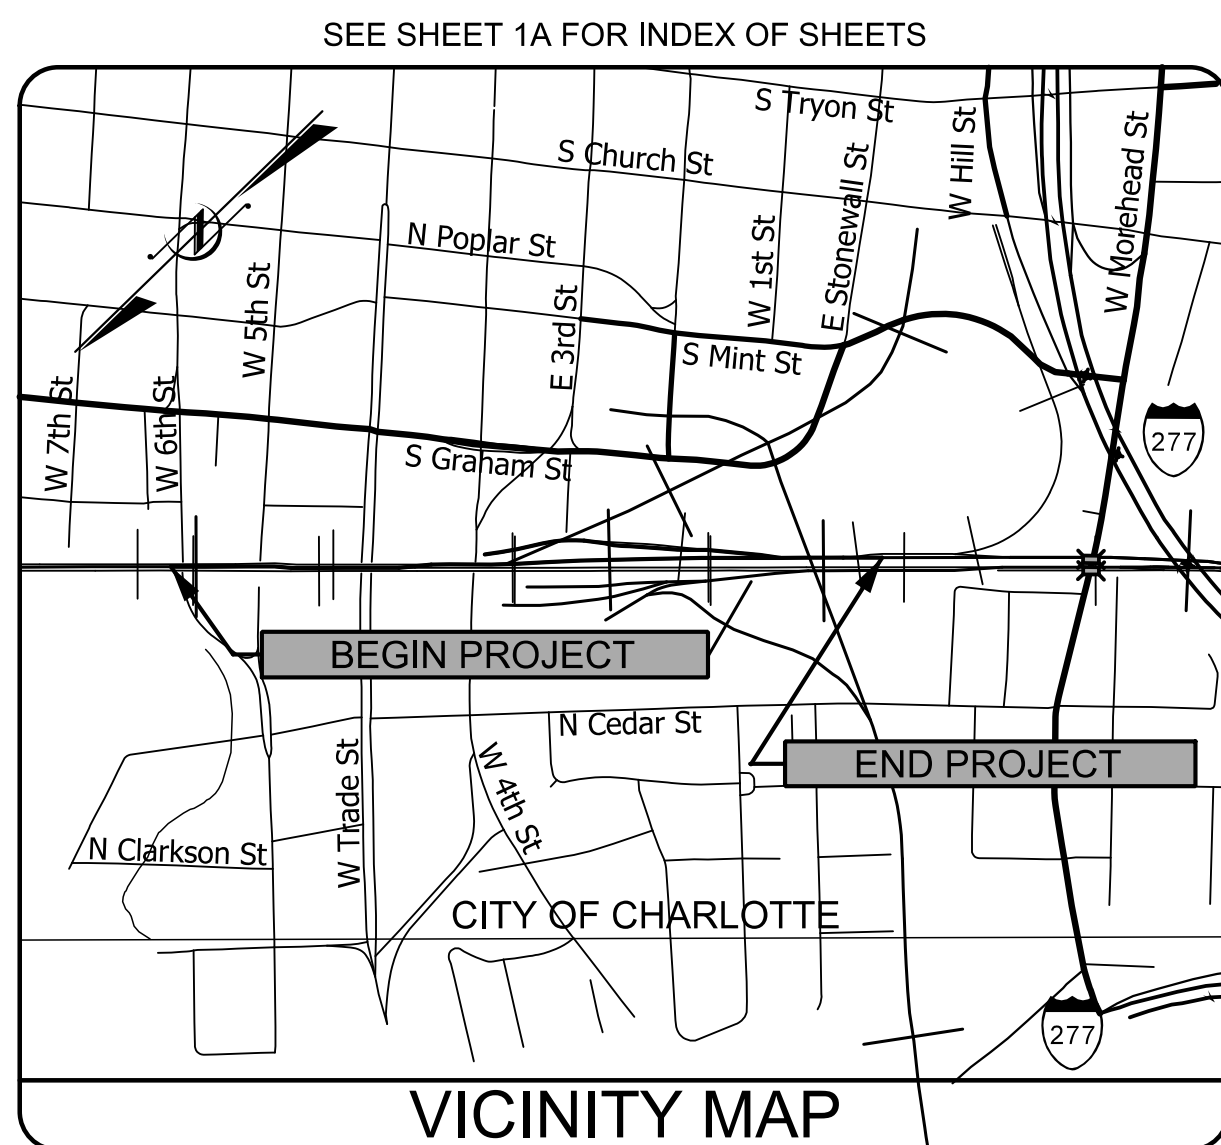 SEE SHEET 1A FOR INDEX OF SHEETS
S Tryon St
S Church St
W Hill St
W Morehead St
N Poplar St
W 5th St
E 3rd St
W 1st St
E Stonewall St
S Mint St
W 7th St
W 6th St
S Graham St
277
BEGIN PROJECT
N Cedar St
END PROJECT
W Trade St
W 4th St
N Clarkson St
CITY OF CHARLOTTE
277
VICINITY MAP